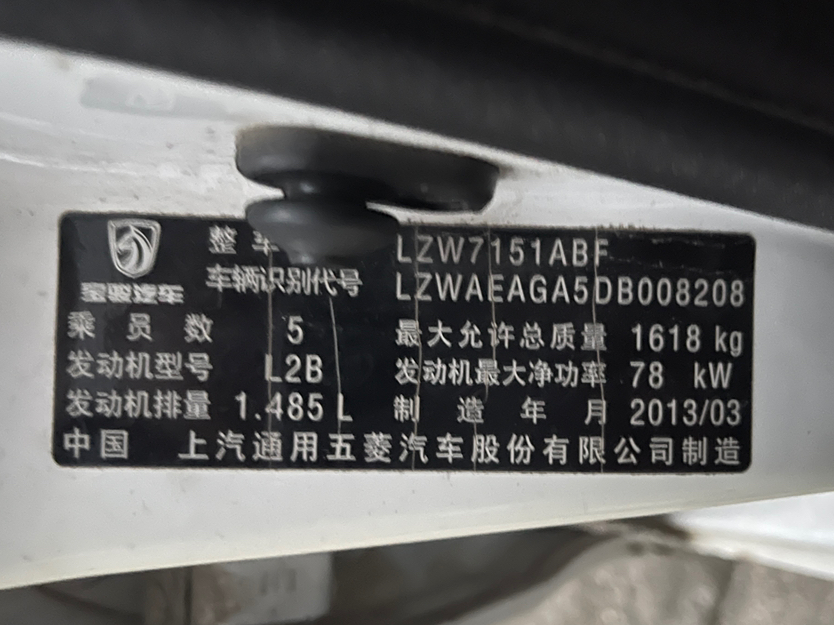 宝骏汽车
整车 LZW7151ABF
车辆识别代号 LZWAEAGA5DB008208
乘员数 5 最大允许总质量 1618 kg
发动机型号 L2B 发动机最大净功率 78 kW
发动机排量 1.485 L 制造年月 2013/03
中国 上汽通用五菱汽车股份有限公司制造